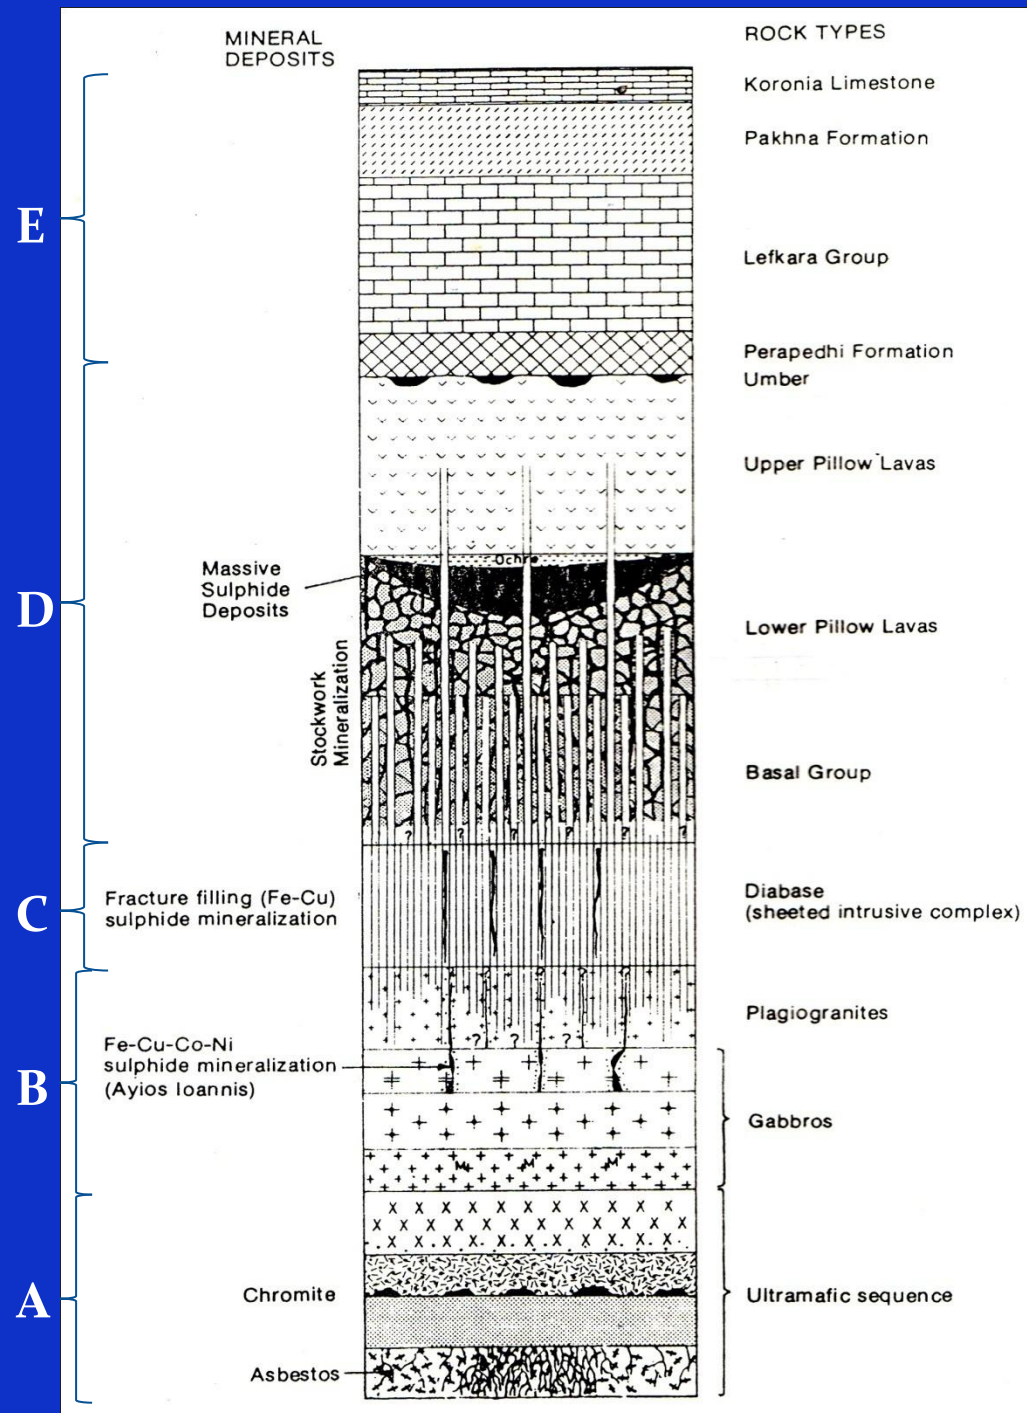 MINERAL
DEPOSITS
ROCK TYPES
Koronia Limestone
Pakhna Formation
E
Lefkara Group
Perapedhi Formation
Umber
Upper Pillow Lavas
Ochre
Massive
Sulphide
Deposits
D
Lower Pillow Lavas
Stockwork
Mineralization
Basal Group
? ? ? ? ? ?
C
Fracture filling (Fe-Cu)
sulphide mineralization
Diabase
(sheeted intrusive complex)
Plagiogranites
? ? ?
Fe-Cu-Co-Ni
sulphide mineralization
(Ayios Ioannis)
B
Gabbros
M M M
A
Chromite
Ultramafic sequence
Asbestos